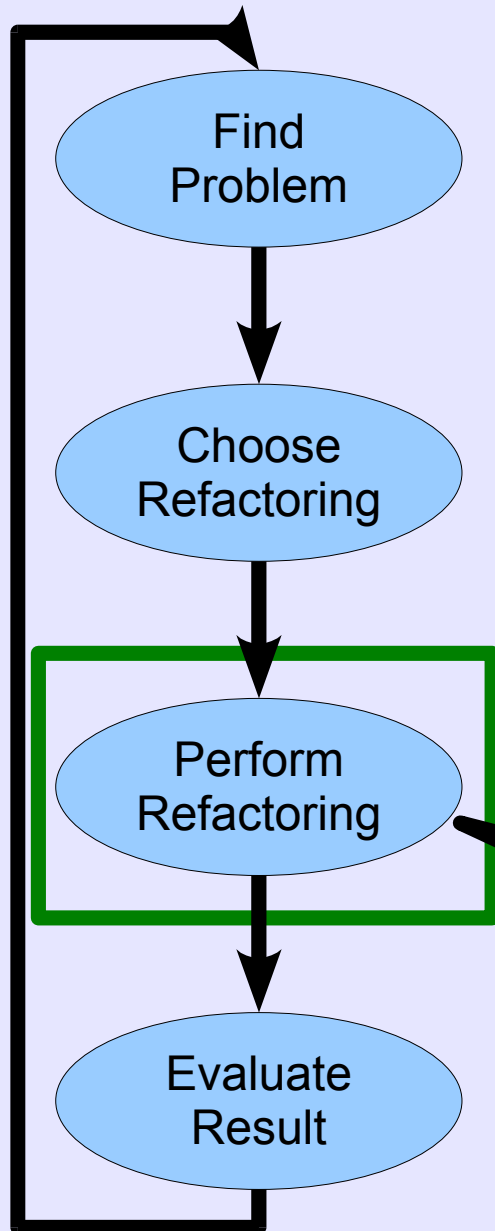 Find
Problem
Choose
Refactoring
Perform
Refactoring
Evaluate
Result